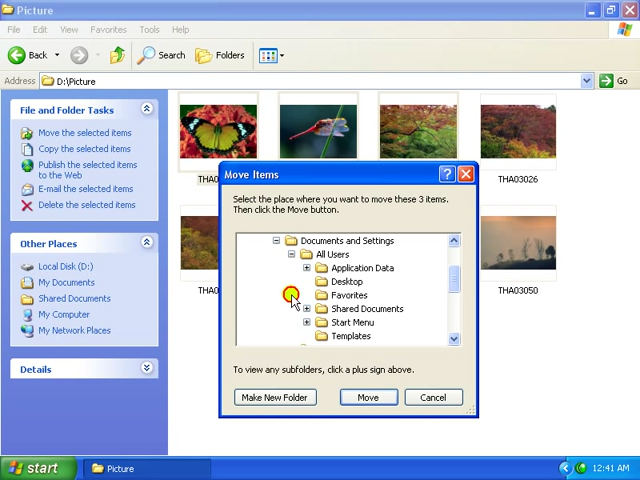 Picture
File Edit View Favorites Tools Help
Back Search Folders
Address D:\Picture Go
File and Folder Tasks
Move the selected items
Copy the selected items
Publish the selected items
to the Web
E-mail the selected items
Delete the selected items
Other Places
Local Disk (D:)
My Documents
Shared Documents
My Computer
My Network Places
Details
THA03026
THA03050
Move Items
Select the place where you want to move these 3 items.
Then click the Move button.
Documents and Settings
All Users
Application Data
Desktop
Favorites
Shared Documents
Start Menu
Templates
To view any subfolders, click a plus sign above.
Make New Folder Move Cancel
start Picture 12:41 AM